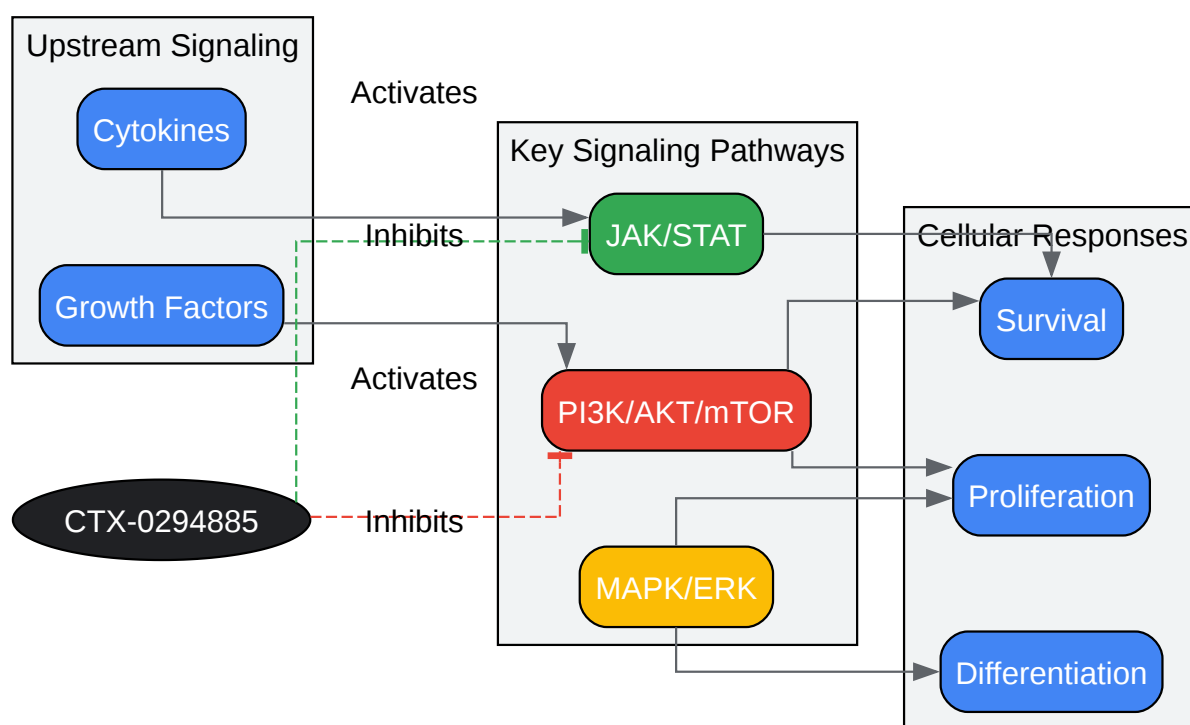 Upstream Signaling
Cytokines
Growth Factors
CTX-0294885
Activates
Inhibits
Activates
Inhibits
Key Signaling Pathways
JAK/STAT
PI3K/AKT/mTOR
MAPK/ERK
Cellular Responses
Survival
Proliferation
Differentiation